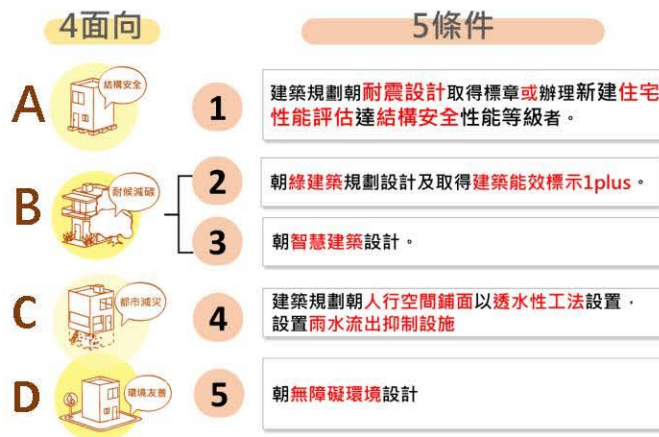 4面向
5條件
A
結構安全
1
建築規劃朝耐震設計取得標章或辦理新建住宅
性能評估達結構安全性能等級者。
B
耐候減碳
2
朝綠建築規劃設計及取得建築能效標示1plus。
3
朝智慧建築設計。
C
都市減災
4
建築規劃朝人行空間鋪面以透水性工法設置，
設置雨水流出抑制設施
D
環境友善
5
朝無障礙環境設計